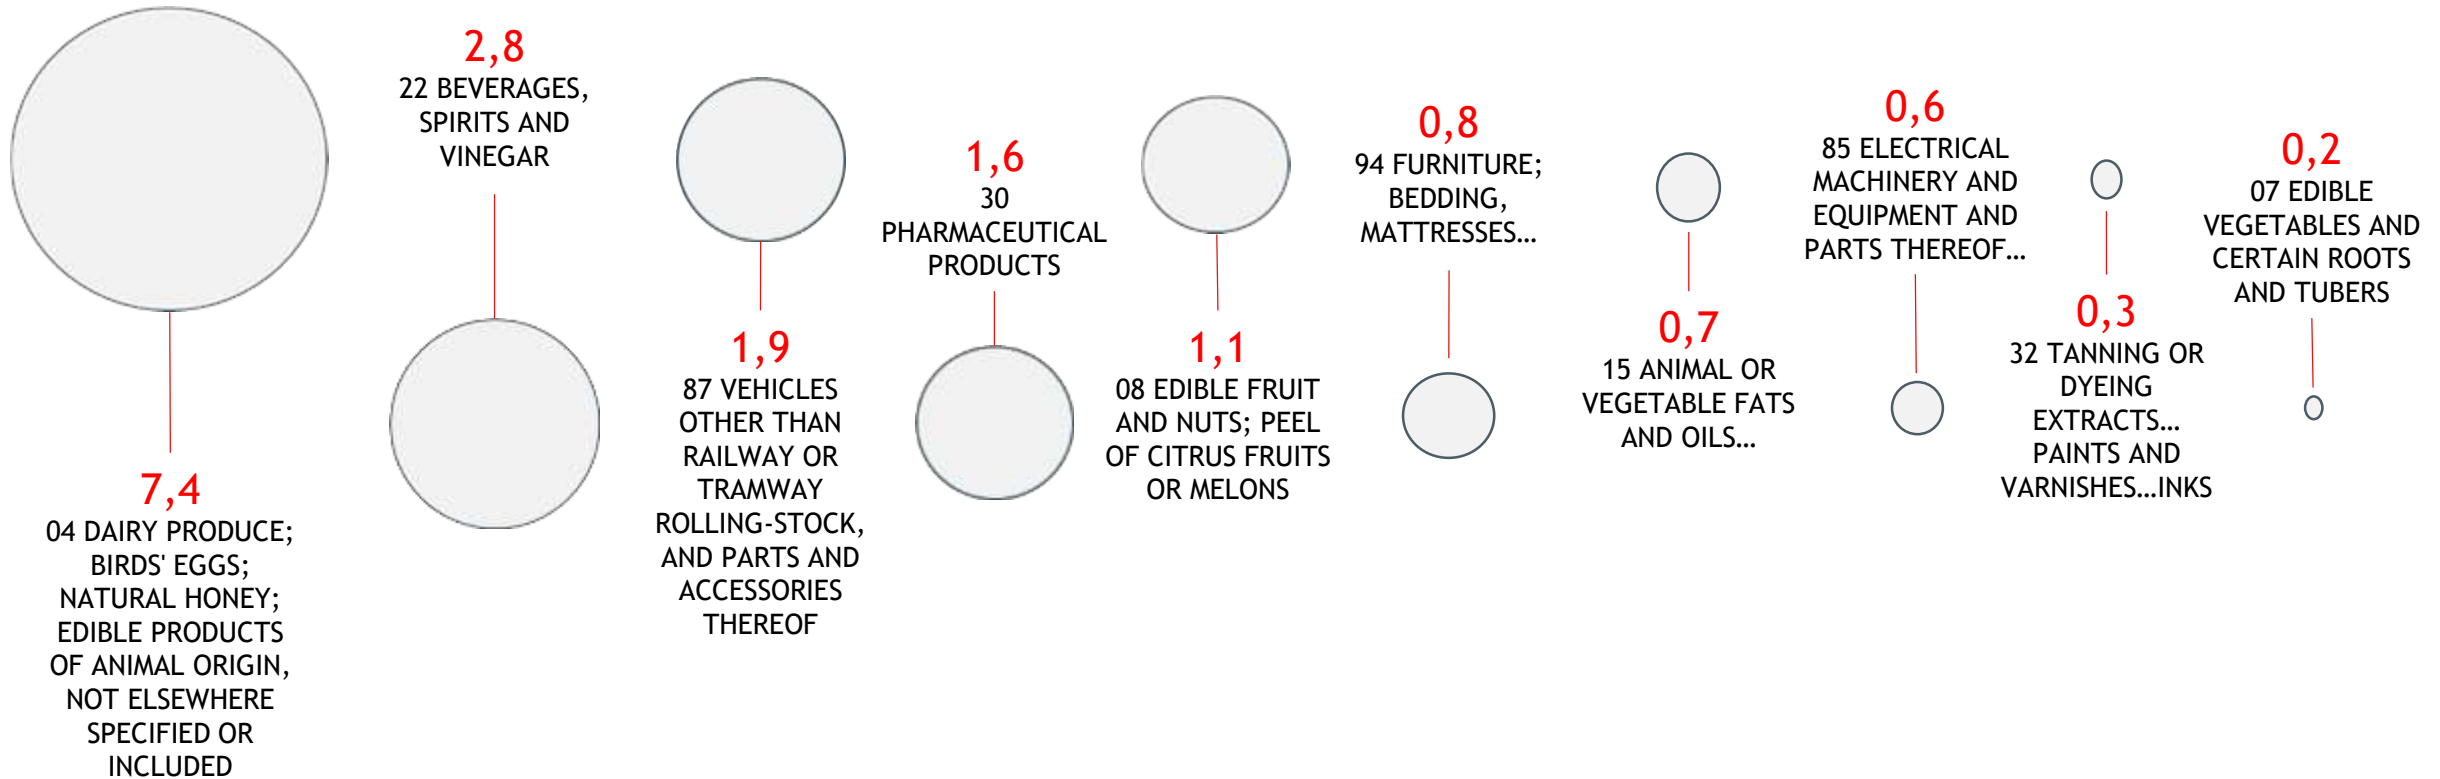 7,4
04 DAIRY PRODUCE;
BIRDS' EGGS;
NATURAL HONEY;
EDIBLE PRODUCTS
OF ANIMAL ORIGIN,
NOT ELSEWHERE
SPECIFIED OR
INCLUDED
2,8
22 BEVERAGES,
SPIRITS AND
VINEGAR
1,9
87 VEHICLES
OTHER THAN
RAILWAY OR
TRAMWAY
ROLLING-STOCK,
AND PARTS AND
ACCESSORIES
THEREOF
1,6
30
PHARMACEUTICAL
PRODUCTS
1,1
08 EDIBLE FRUIT
AND NUTS; PEEL
OF CITRUS FRUITS
OR MELONS
0,8
94 FURNITURE;
BEDDING,
MATTRESSES…
0,7
15 ANIMAL OR
VEGETABLE FATS
AND OILS…
0,6
85 ELECTRICAL
MACHINERY AND
EQUIPMENT AND
PARTS THEREOF…
0,3
32 TANNING OR
DYEING
EXTRACTS…
PAINTS AND
VARNISHES…INKS
0,2
07 EDIBLE
VEGETABLES AND
CERTAIN ROOTS
AND TUBERS